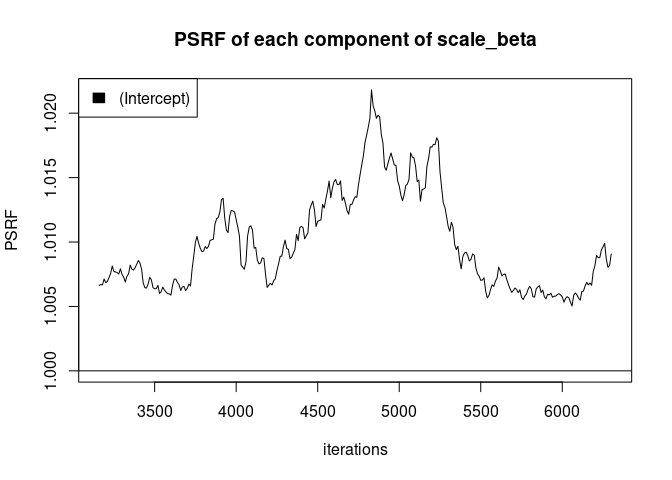 PSRF of each component of scale_beta
(Intercept)
PSRF
1.020
1.015
1.010
1.005
1.000
3500 4000 4500 5000 5500 6000
iterations